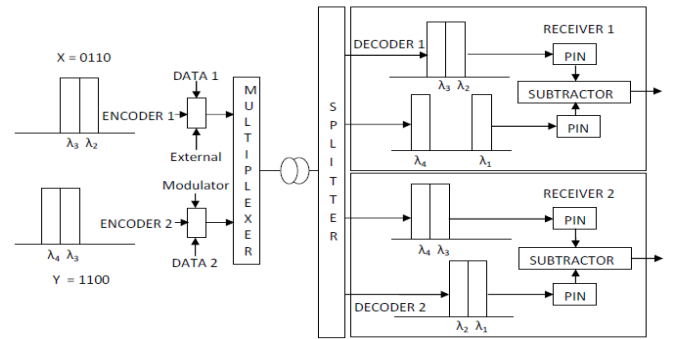 X = 0110
λ₃ λ₂
ENCODER 1
DATA 1
External
Modulator
λ₄ λ₃
Y = 1100
ENCODER 2
DATA 2
MULTIPLEXER
SPLITTER
DECODER 1
RECEIVER 1
λ₃ λ₂
PIN
SUBTRACTOR
λ₄ λ₁
PIN
RECEIVER 2
λ₄ λ₃
PIN
SUBTRACTOR
DECODER 2
λ₂ λ₁
PIN